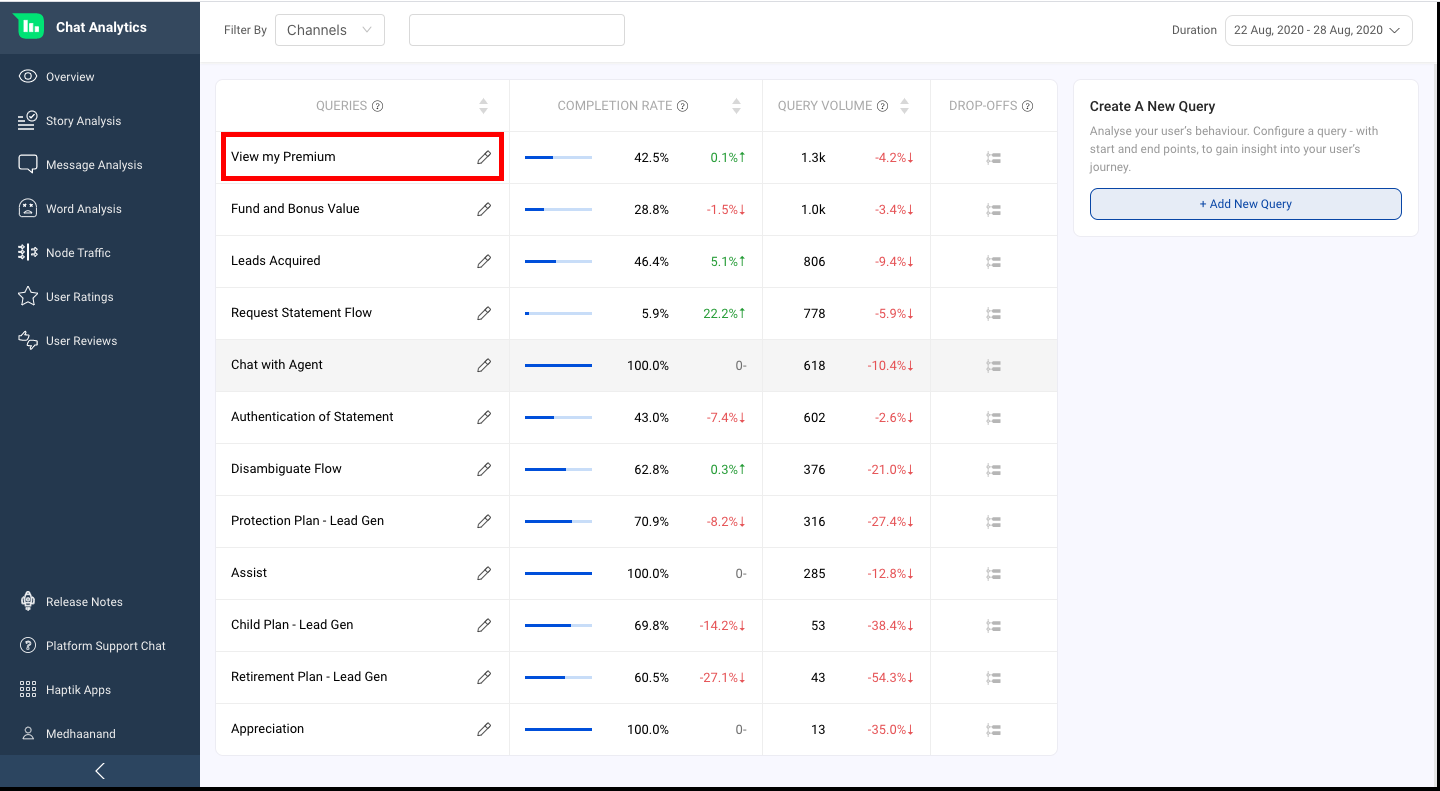 Chat Analytics
Overview
Story Analysis
Message Analysis
Word Analysis
Node Traffic
User Ratings
User Reviews
Release Notes
Platform Support Chat
Haptik Apps
Medhaanand
Filter By Channels
Duration 22 Aug, 2020 - 28 Aug, 2020
QUERIES ? COMPLETION RATE ? QUERY VOLUME ? DROP-OFFS ?
View my Premium 42.5% 0.1%↑ 1.3k -4.2%↓
Fund and Bonus Value 28.8% -1.5%↓ 1.0k -3.4%↓
Leads Acquired 46.4% 5.1%↑ 806 -9.4%↓
Request Statement Flow 5.9% 22.2%↑ 778 -5.9%↓
Chat with Agent 100.0% 0- 618 -10.4%↓
Authentication of Statement 43.0% -7.4%↓ 602 -2.6%↓
Disambiguate Flow 62.8% 0.3%↑ 376 -21.0%↓
Protection Plan - Lead Gen 70.9% -8.2%↓ 316 -27.4%↓
Assist 100.0% 0- 285 -12.8%↓
Child Plan - Lead Gen 69.8% -14.2%↓ 53 -38.4%↓
Retirement Plan - Lead Gen 60.5% -27.1%↓ 43 -54.3%↓
Appreciation 100.0% 0- 13 -35.0%↓
Create A New Query
Analyse your user's behaviour. Configure a query - with
start and end points, to gain insight into your user's
journey.
+ Add New Query